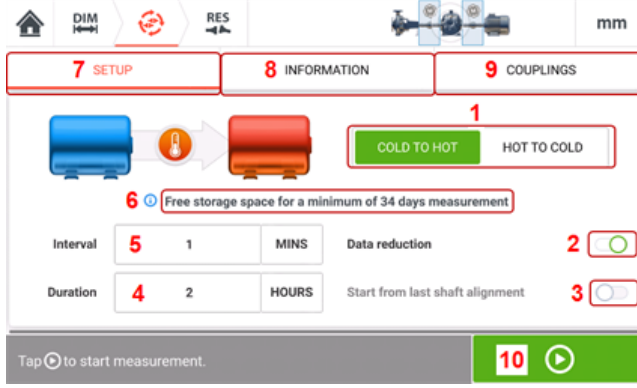 DIM RES mm
7 SETUP 8 INFORMATION 9 COUPLINGS
1
COLD TO HOT HOT TO COLD
6 Free storage space for a minimum of 34 days measurement
Interval 5 1 MINS Data reduction 2
Duration 4 2 HOURS Start from last shaft alignment 3
Tap to start measurement. 10